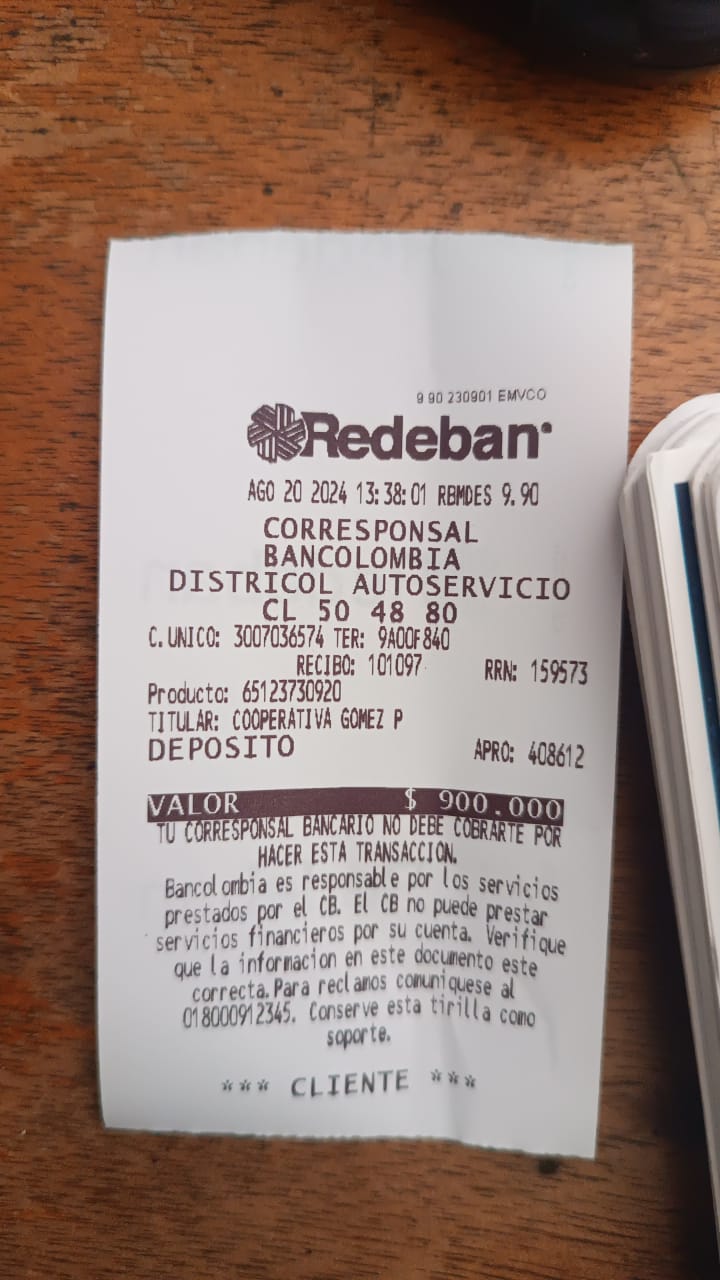 9 90 230901 EMVCO
Redeban
AGO 20 2024 13:38:01 RBMDES 9.90
CORRESPONSAL
BANCOLOMBIA
DISTRICOL AUTOSERVICIO
CL 50 48 80
C.UNICO: 3007036574 TER: 9A00F840
RECIBO: 101097 RRN: 159573
Producto: 65123730920
TITULAR: COOPERATIVA GOMEZ P
DEPOSITO APRO: 408612
VALOR $ 900.000
TU CORRESPONSAL BANCARIO NO DEBE COBRARTE POR
HACER ESTA TRANSACCION.
Bancolombia es responsable por los servicios
prestados por el CB. El CB no puede prestar
servicios financieros por su cuenta. Verifique
que la informacion en este documento este
correcta.Para reclamos comuniquese al
018000912345. Conserve esta tirilla como
soporte.
*** CLIENTE ***